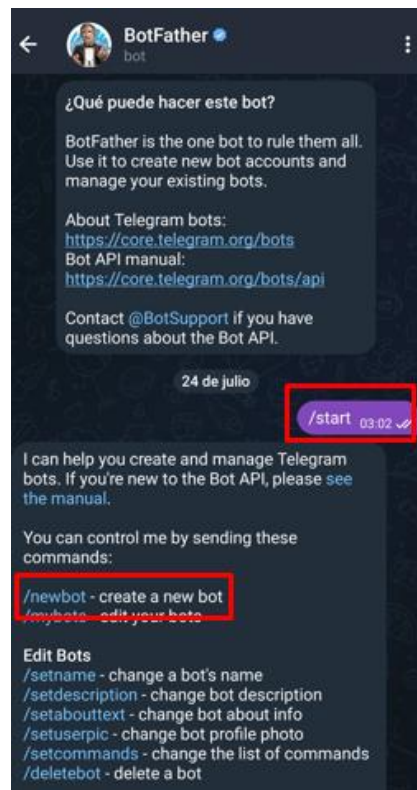 BotFather
bot
¿Qué puede hacer este bot?
BotFather is the one bot to rule them all.
Use it to create new bot accounts and
manage your existing bots.
About Telegram bots:
https://core.telegram.org/bots
Bot API manual:
https://core.telegram.org/bots/api
Contact @BotSupport if you have
questions about the Bot API.
24 de julio
/start 03:02
I can help you create and manage Telegram
bots. If you're new to the Bot API, please see
the manual.
You can control me by sending these
commands:
/newbot - create a new bot
/mybots - edit your bots
Edit Bots
/setname - change a bot's name
/setdescription - change bot description
/setabouttext - change bot about info
/setuserpic - change bot profile photo
/setcommands - change the list of commands
/deletebot - delete a bot